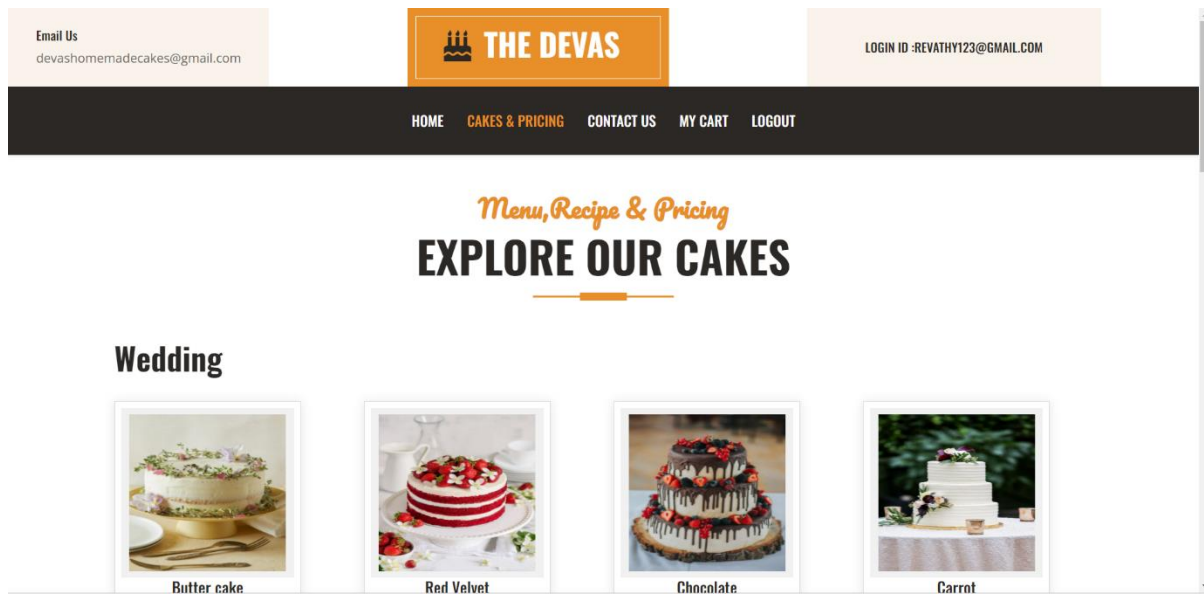 Email Us
devashomemadecakes@gmail.com
THE DEVAS
LOGIN ID :REVATHY123@GMAIL.COM
HOME CAKES & PRICING CONTACT US MY CART LOGOUT
Menu,Recipe & Pricing
EXPLORE OUR CAKES
Wedding
Butter cake Red Velvet Chocolate Carrot